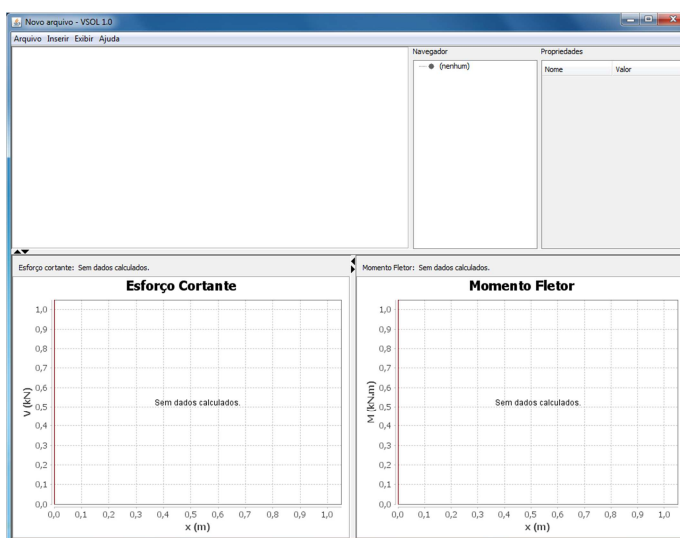 Novo arquivo - VSOL 1.0
Arquivo Inserir Exibir Ajuda
Navegador
(nenhum)
Propriedades
Nome Valor
Esforço cortante: Sem dados calculados.
Esforço Cortante
1,0
0,9
0,8
0,7
0,6
0,5
0,4
0,3
0,2
0,1
0,0
V (kN)
Sem dados calculados.
0,0 0,1 0,2 0,3 0,4 0,5 0,6 0,7 0,8 0,9 1,0
x (m)
Momento Fletor: Sem dados calculados.
Momento Fletor
1,0
0,9
0,8
0,7
0,6
0,5
0,4
0,3
0,2
0,1
0,0
M (kN.m)
Sem dados calculados.
0,0 0,1 0,2 0,3 0,4 0,5 0,6 0,7 0,8 0,9 1,0
x (m)